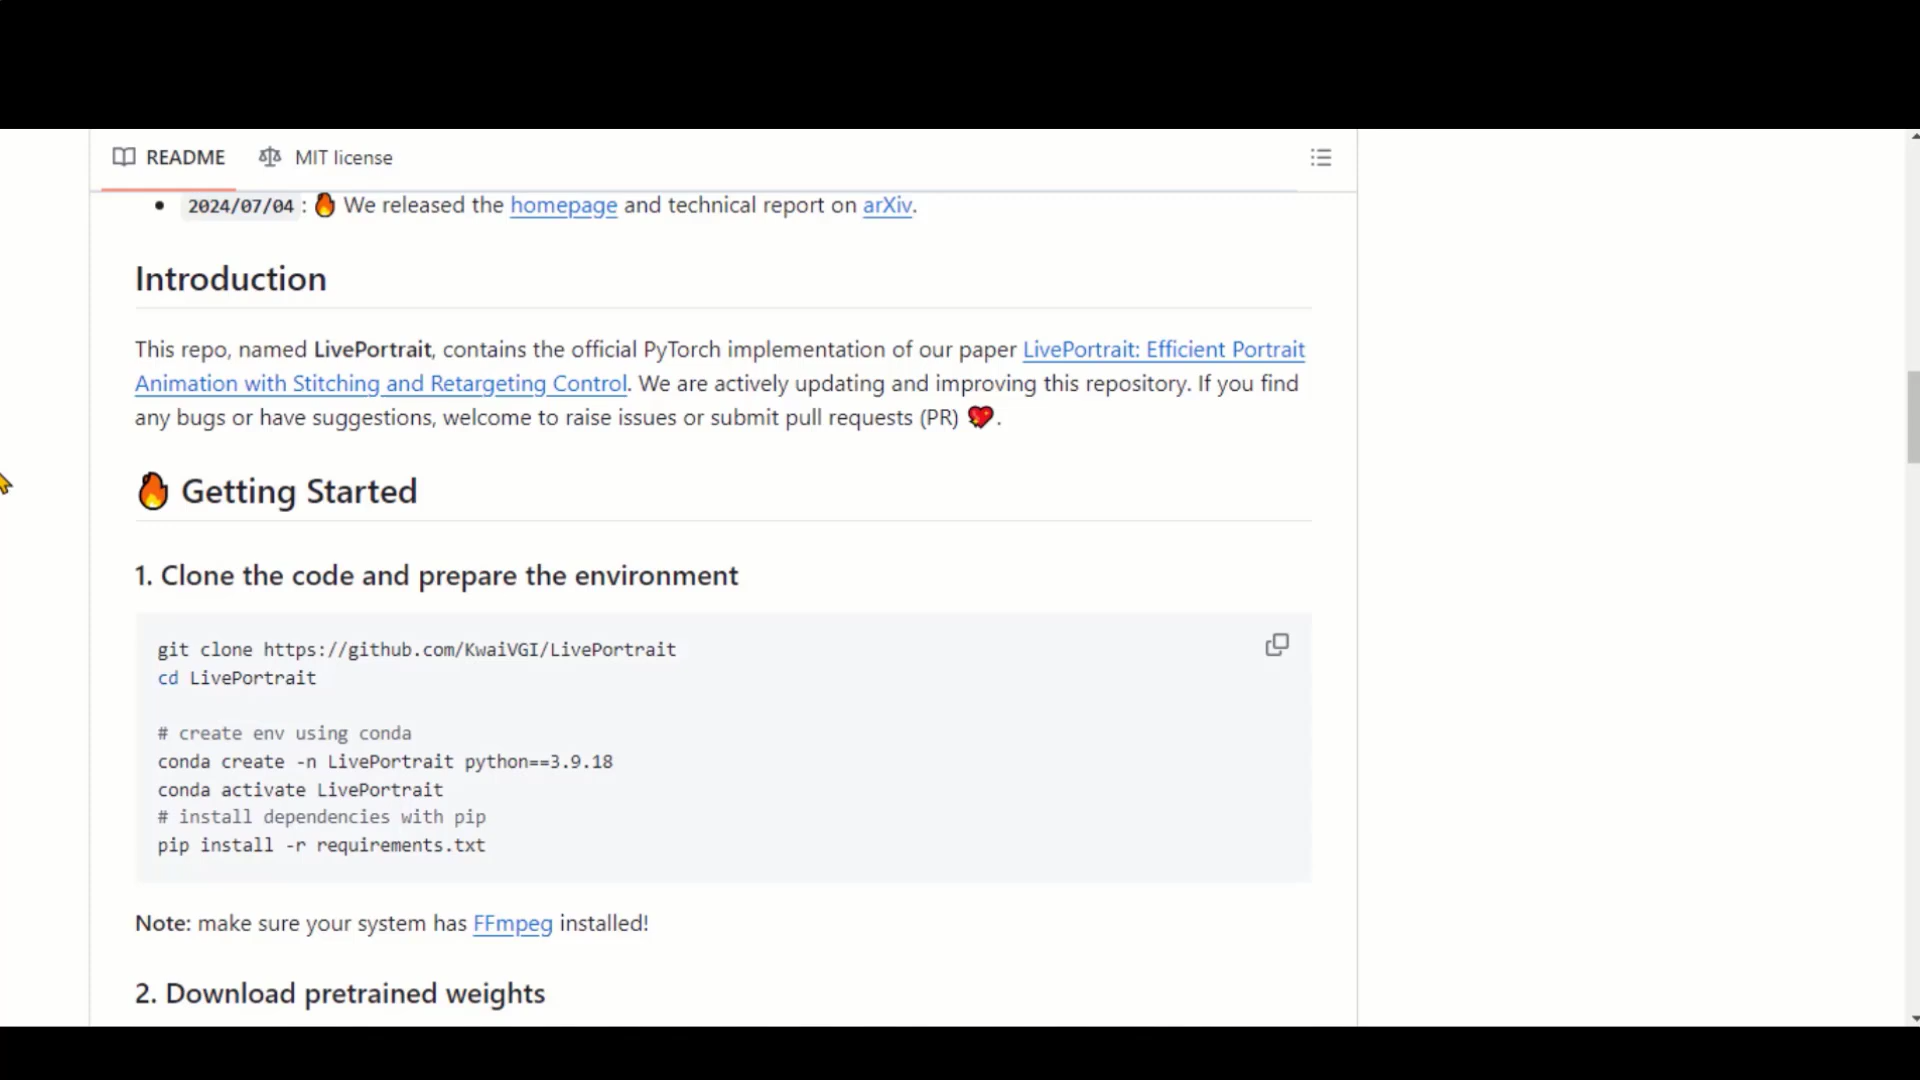 README MIT license
• 2024/07/04 : 🔥 We released the homepage and technical report on arXiv.
Introduction
This repo, named LivePortrait, contains the official PyTorch implementation of our paper LivePortrait: Efficient Portrait
Animation with Stitching and Retargeting Control. We are actively updating and improving this repository. If you find
any bugs or have suggestions, welcome to raise issues or submit pull requests (PR) 💖.
🔥 Getting Started
1. Clone the code and prepare the environment
git clone https://github.com/KwaiVGI/LivePortrait
cd LivePortrait
# create env using conda
conda create -n LivePortrait python==3.9.18
conda activate LivePortrait
# install dependencies with pip
pip install -r requirements.txt
Note: make sure your system has FFmpeg installed!
2. Download pretrained weights